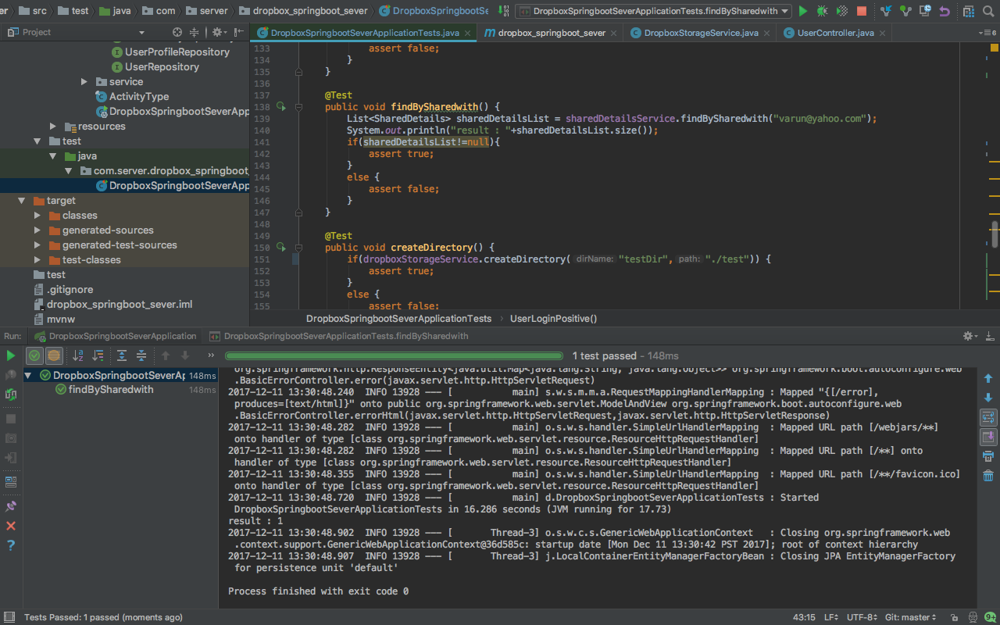 er src test java com server dropbox_springboot_sever DropboxSpringbootSe DropboxSpringbootSeverApplicationTests.findBySharedwith
Project
DropboxSpringbootSeverApplicationTests.java dropbox_springboot_sever DropboxStorageService.java UserController.java 6
UserProfileRepository
UserRepository
service
ActivityType
DropboxSpringbootSeverApp
resources
test
java
com.server.dropbox_springboot_
DropboxSpringbootSeverApp
target
classes
generated-sources
generated-test-sources
test-classes
test
.gitignore
dropbox_springboot_sever.iml
mvnw
133 assert false;
134 }
135 }
136
137 @Test
138 public void findBySharedwith() {
139 List<SharedDetails> sharedDetailsList = sharedDetailsService.findBySharedwith("varun@yahoo.com");
140 System.out.println("result : "+sharedDetailsList.size());
141 if(sharedDetailsList!=null){
142 assert true;
143 }
144 else {
145 assert false;
146 }
147 }
148
149 @Test
150 public void createDirectory() {
151 if(dropboxStorageService.createDirectory( dirName: "testDir", path: "./test")) {
152 assert true;
153 }
154 else {
155 assert false;
DropboxSpringbootSeverApplicationTests › UserLoginPositive()
Run: DropboxSpringbootSeverApplication DropboxSpringbootSeverApplicationTests.findBySharedwith
1 test passed - 148ms
DropboxSpringbootSeverAp 148ms
findBySharedwith 148ms
org.springframework.http.ResponseEntity<java.util.Map<java.lang.String, java.lang.Object>> org.springframework.boot.autoconfigure.web
.BasicErrorController.error(javax.servlet.http.HttpServletRequest)
2017-12-11 13:30:48.240 INFO 13928 --- [ main] s.w.s.m.m.a.RequestMappingHandlerMapping : Mapped "{[/error],
produces=[text/html]}" onto public org.springframework.web.servlet.ModelAndView org.springframework.boot.autoconfigure.web
.BasicErrorController.errorHtml(javax.servlet.http.HttpServletRequest,javax.servlet.http.HttpServletResponse)
2017-12-11 13:30:48.282 INFO 13928 --- [ main] o.s.w.s.handler.SimpleUrlHandlerMapping : Mapped URL path [/webjars/**]
onto handler of type [class org.springframework.web.servlet.resource.ResourceHttpRequestHandler]
2017-12-11 13:30:48.282 INFO 13928 --- [ main] o.s.w.s.handler.SimpleUrlHandlerMapping : Mapped URL path [/**] onto
handler of type [class org.springframework.web.servlet.resource.ResourceHttpRequestHandler]
2017-12-11 13:30:48.355 INFO 13928 --- [ main] o.s.w.s.handler.SimpleUrlHandlerMapping : Mapped URL path [/**/favicon.ico]
onto handler of type [class org.springframework.web.servlet.resource.ResourceHttpRequestHandler]
2017-12-11 13:30:48.720 INFO 13928 --- [ main] d.DropboxSpringbootSeverApplicationTests : Started
DropboxSpringbootSeverApplicationTests in 16.286 seconds (JVM running for 17.73)
result : 1
2017-12-11 13:30:48.902 INFO 13928 --- [ Thread-3] o.s.w.c.s.GenericWebApplicationContext : Closing org.springframework.web
.context.support.GenericWebApplicationContext@36d585c: startup date [Mon Dec 11 13:30:42 PST 2017]; root of context hierarchy
2017-12-11 13:30:48.907 INFO 13928 --- [ Thread-3] j.LocalContainerEntityManagerFactoryBean : Closing JPA EntityManagerFactory
for persistence unit 'default'
Process finished with exit code 0
Tests Passed: 1 passed (moments ago) 43:15 LF UTF-8 Git: master 9+